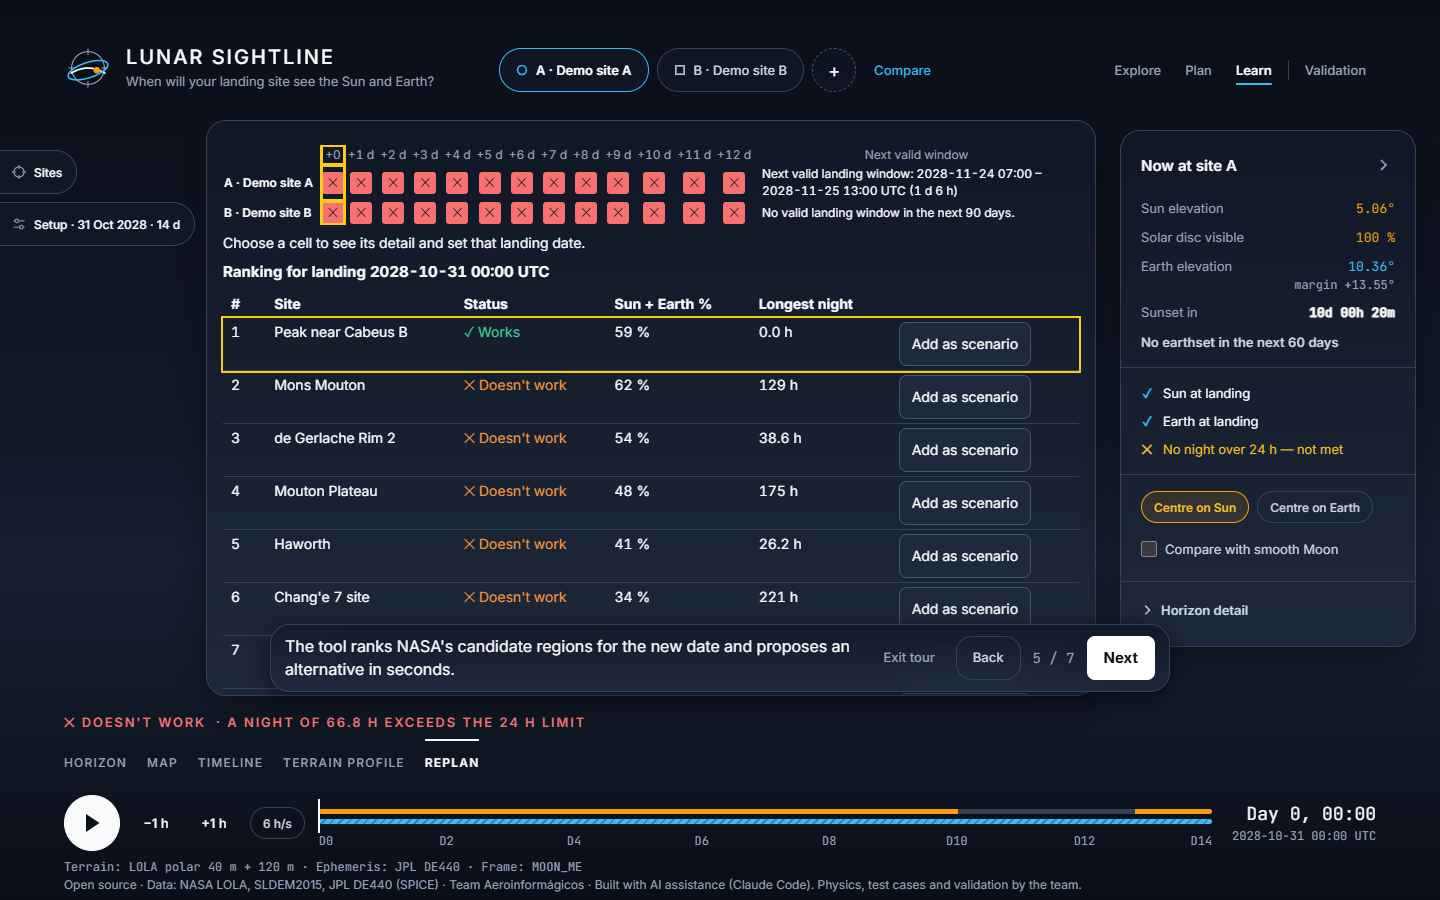 LUNAR SIGHTLINE
When will your landing site see the Sun and Earth?
A · Demo site A
B · Demo site B
+
Compare
Explore
Plan
Learn
Validation
Sites
Setup · 31 Oct 2028 · 14 d
+0 +1 d +2 d +3 d +4 d +5 d +6 d +7 d +8 d +9 d +10 d +11 d +12 d Next valid window
A · Demo site A
Next valid landing window: 2028-11-24 07:00 –
2028-11-25 13:00 UTC (1 d 6 h)
B · Demo site B
No valid landing window in the next 90 days.
Choose a cell to see its detail and set that landing date.
Ranking for landing 2028-10-31 00:00 UTC
# Site Status Sun + Earth % Longest night
1 Peak near Cabeus B ✓ Works 59 % 0.0 h Add as scenario
2 Mons Mouton ✕ Doesn't work 62 % 129 h Add as scenario
3 de Gerlache Rim 2 ✕ Doesn't work 54 % 38.6 h Add as scenario
4 Mouton Plateau ✕ Doesn't work 48 % 175 h Add as scenario
5 Haworth ✕ Doesn't work 41 % 26.2 h Add as scenario
6 Chang'e 7 site ✕ Doesn't work 34 % 221 h Add as scenario
7
The tool ranks NASA's candidate regions for the new date and proposes an
alternative in seconds.
Exit tour
Back
5 / 7
Next
Now at site A
Sun elevation 5.06°
Solar disc visible 100 %
Earth elevation 10.36°
margin +13.55°
Sunset in 10d 00h 20m
No earthset in the next 60 days
✓ Sun at landing
✓ Earth at landing
✕ No night over 24 h — not met
Centre on Sun
Centre on Earth
Compare with smooth Moon
Horizon detail
✕ DOESN'T WORK · A NIGHT OF 66.8 H EXCEEDS THE 24 H LIMIT
HORIZON
MAP
TIMELINE
TERRAIN PROFILE
REPLAN
−1 h
+1 h
6 h/s
D0 D2 D4 D6 D8 D10 D12 D14
Day 0, 00:00
2028-10-31 00:00 UTC
Terrain: LOLA polar 40 m + 120 m · Ephemeris: JPL DE440 · Frame: MOON_ME
Open source · Data: NASA LOLA, SLDEM2015, JPL DE440 (SPICE) · Team Aeroinformágicos · Built with AI assistance (Claude Code). Physics, test cases and validation by the team.